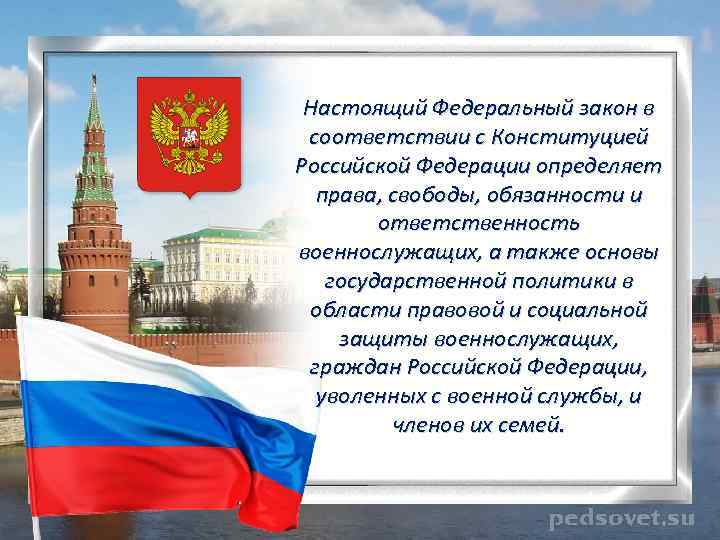 Настоящий Федеральный закон в
соответствии с Конституцией
Российской Федерации определяет
права, свободы, обязанности и
ответственность
военнослужащих, а также основы
государственной политики в
области правовой и социальной
защиты военнослужащих,
граждан Российской Федерации,
уволенных с военной службы, и
членов их семей.
pedsovet.su